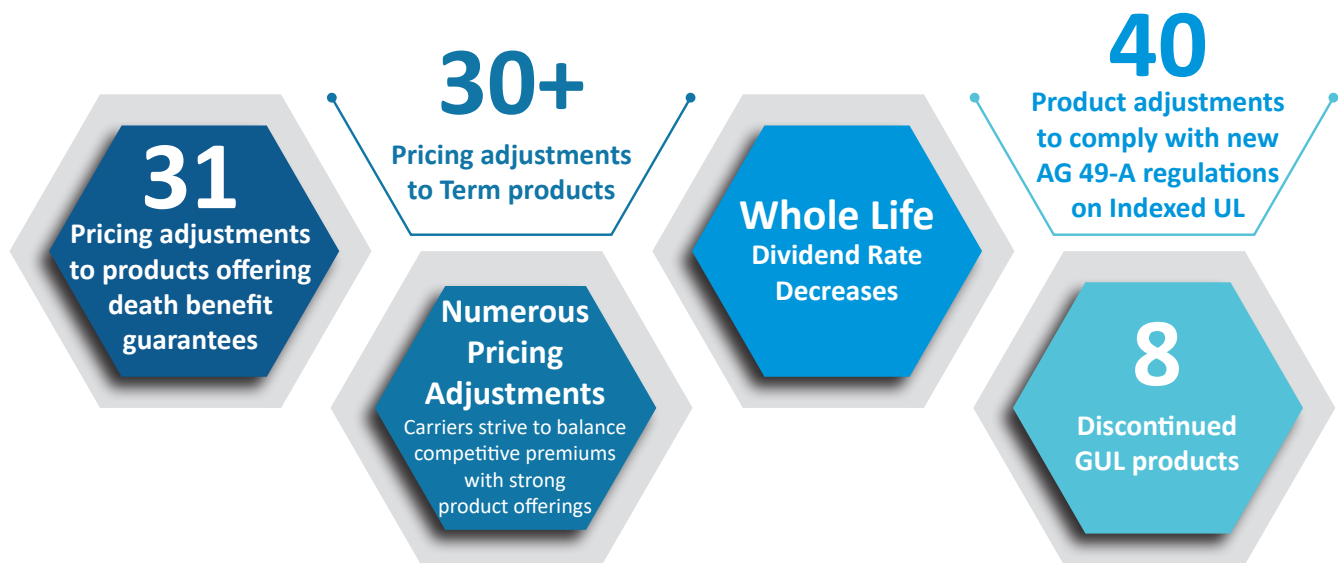 31
Pricing adjustments
to products offering
death benefit
guarantees
30+
Pricing adjustments
to Term products
Numerous
Pricing
Adjustments
Carriers strive to balance
competitive premiums
with strong
product offerings
Whole Life
Dividend Rate
Decreases
40
Product adjustments
to comply with new
AG 49-A regulations
on Indexed UL
8
Discontinued
GUL products